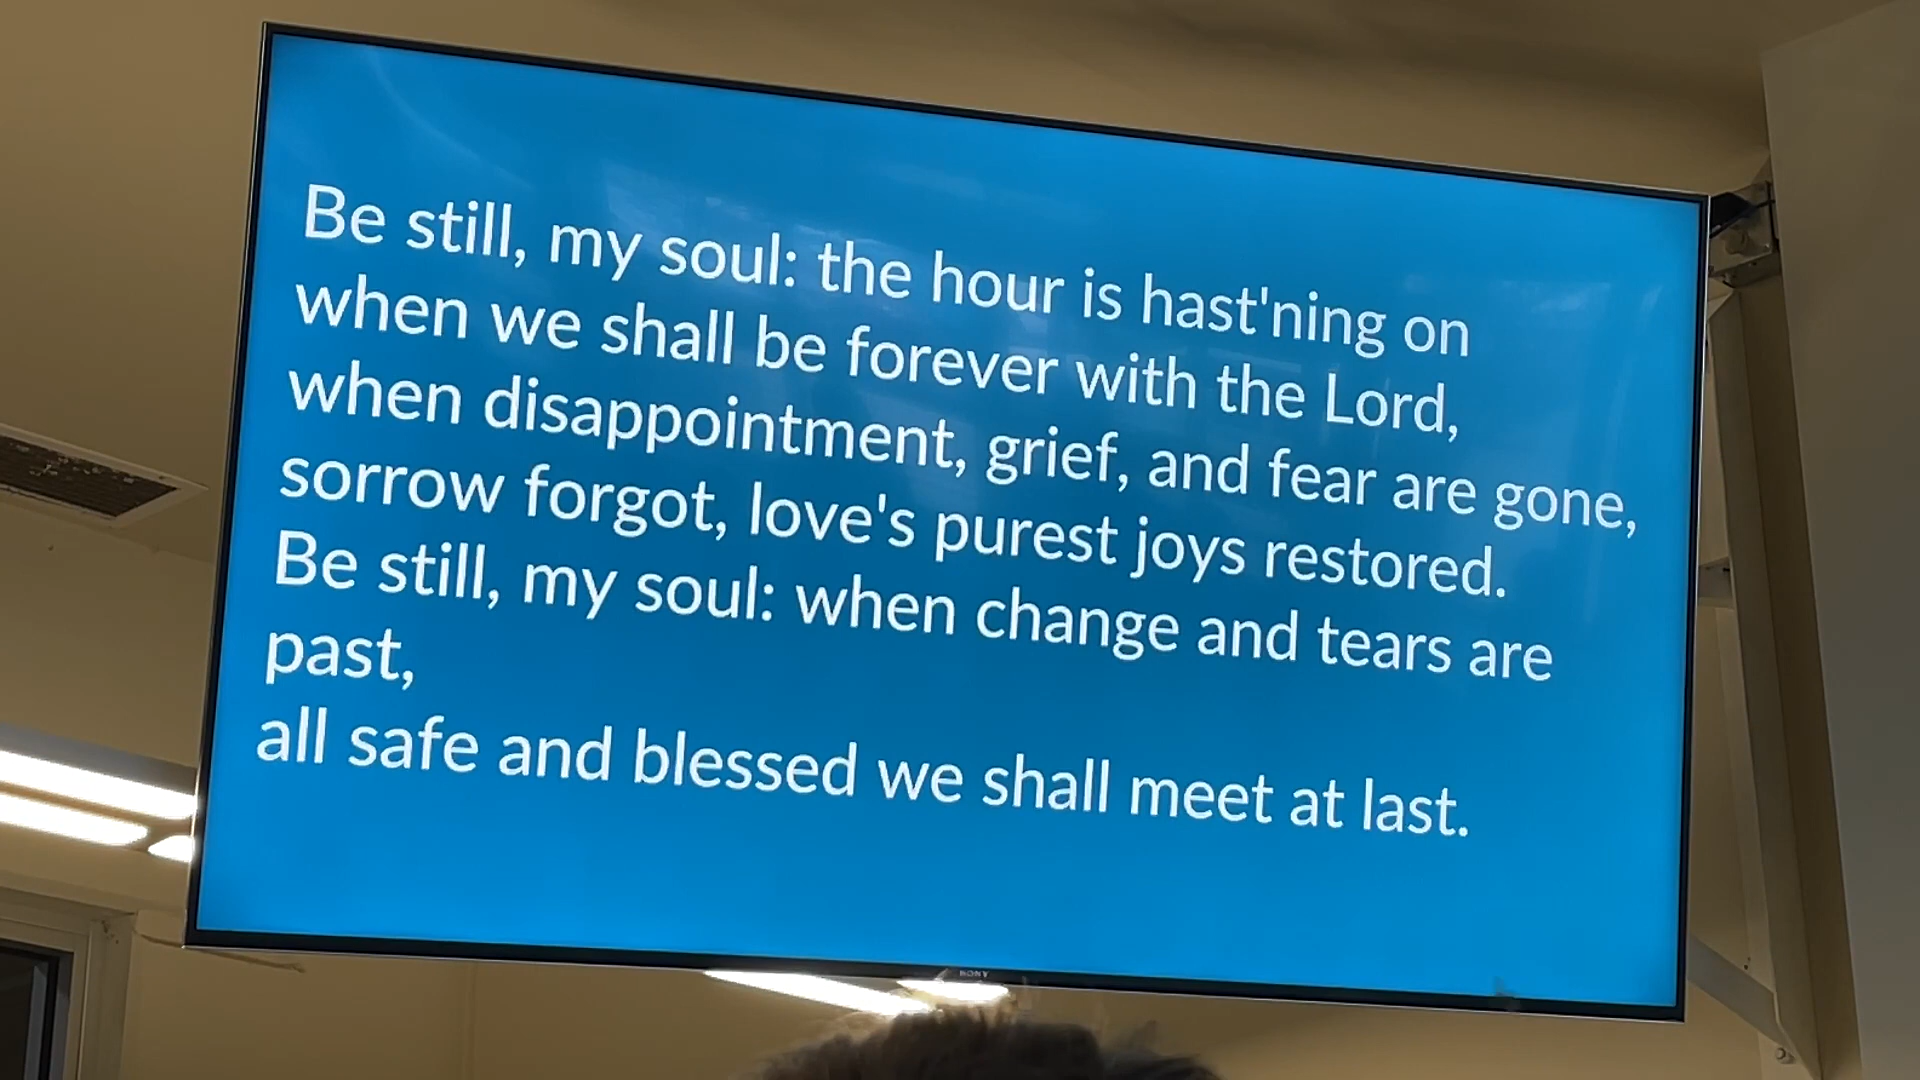 Be still, my soul: the hour is hast'ning on
when we shall be forever with the Lord,
when disappointment, grief, and fear are gone,
sorrow forgot, love's purest joys restored.
Be still, my soul: when change and tears are
past,
all safe and blessed we shall meet at last.
SONY